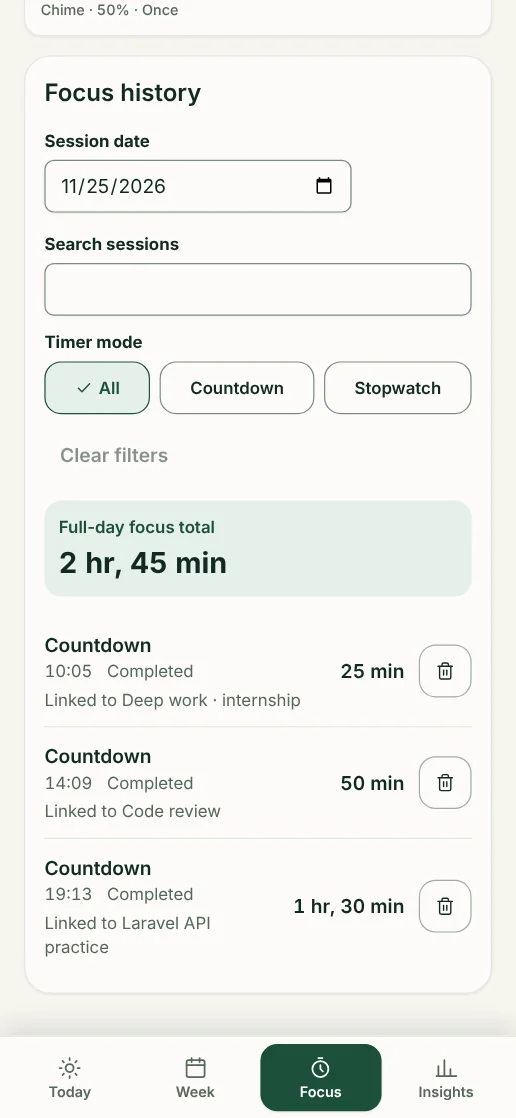 Chime · 50% · Once
Focus history
Session date
11/25/2026
Search sessions
Timer mode
All
Countdown
Stopwatch
Clear filters
Full-day focus total
2 hr, 45 min
Countdown
10:05 Completed
25 min
Linked to Deep work · internship
Countdown
14:09 Completed
50 min
Linked to Code review
Countdown
19:13 Completed
1 hr, 30 min
Linked to Laravel API
practice
Today
Week
Focus
Insights